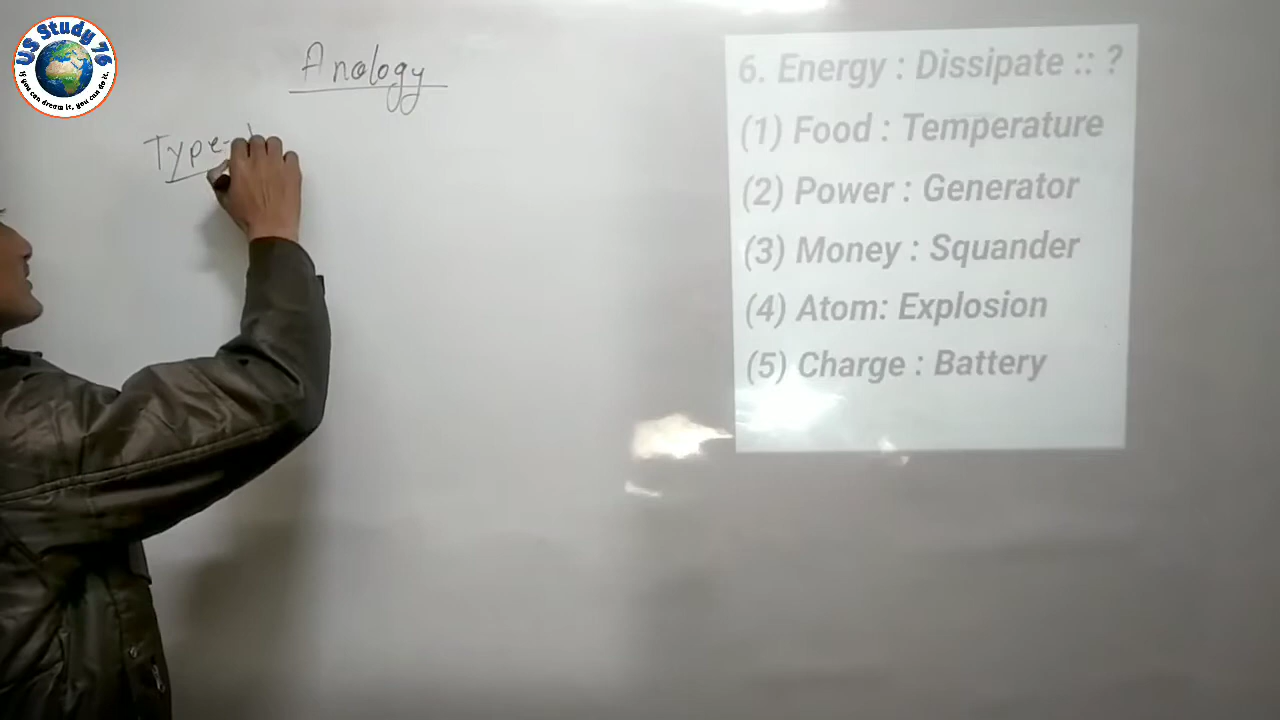 US Study 76
If you can dream it, you can do it.
Analogy
Type-
6. Energy : Dissipate :: ?
(1) Food : Temperature
(2) Power : Generator
(3) Money : Squander
(4) Atom: Explosion
(5) Charge : Battery